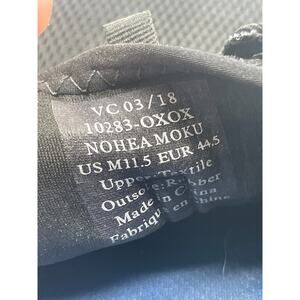 VC 03/18
10283-OXOX
NOHEA MOKU
US M11.5 EUR 44.5
Upper:Textile
Outsole:Rubber
Made in China
Fabriqué en Chine